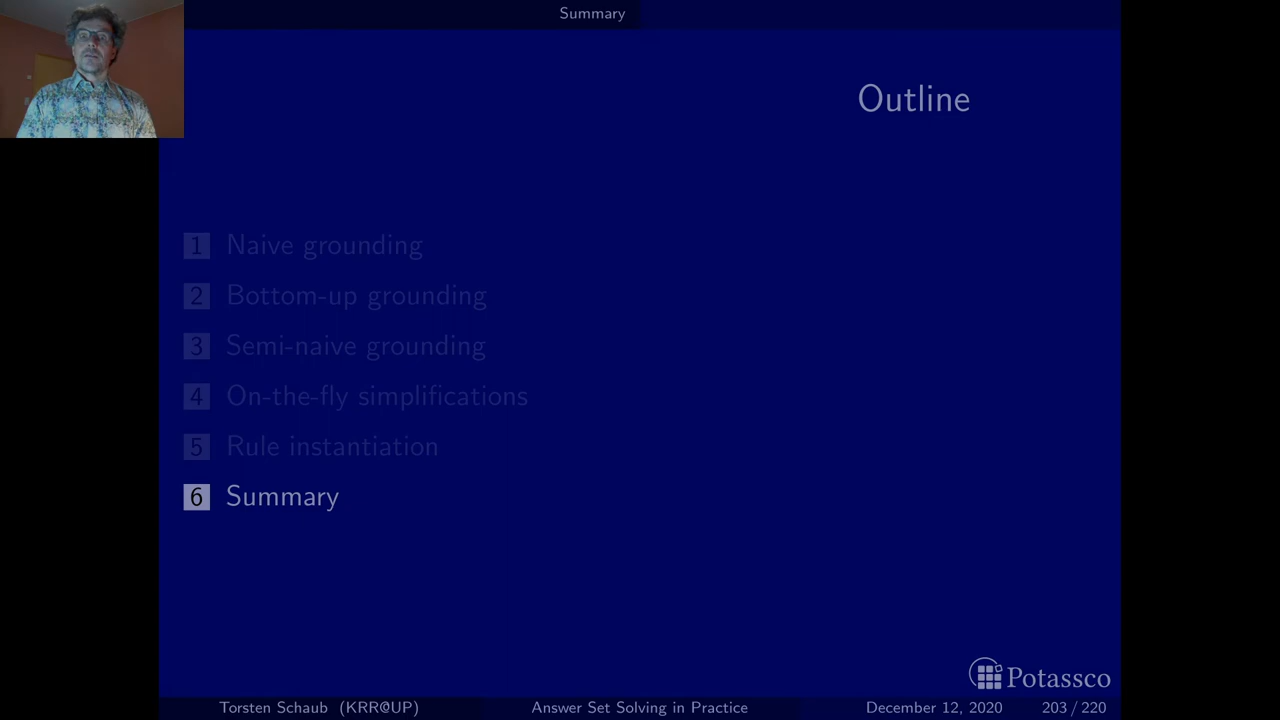 Summary
Outline
1 Naive grounding
2 Bottom-up grounding
3 Semi-naive grounding
4 On-the-fly simplifications
5 Rule instantiation
6 Summary
Potassco
Torsten Schaub (KRR@UP) Answer Set Solving in Practice December 12, 2020 203 / 220